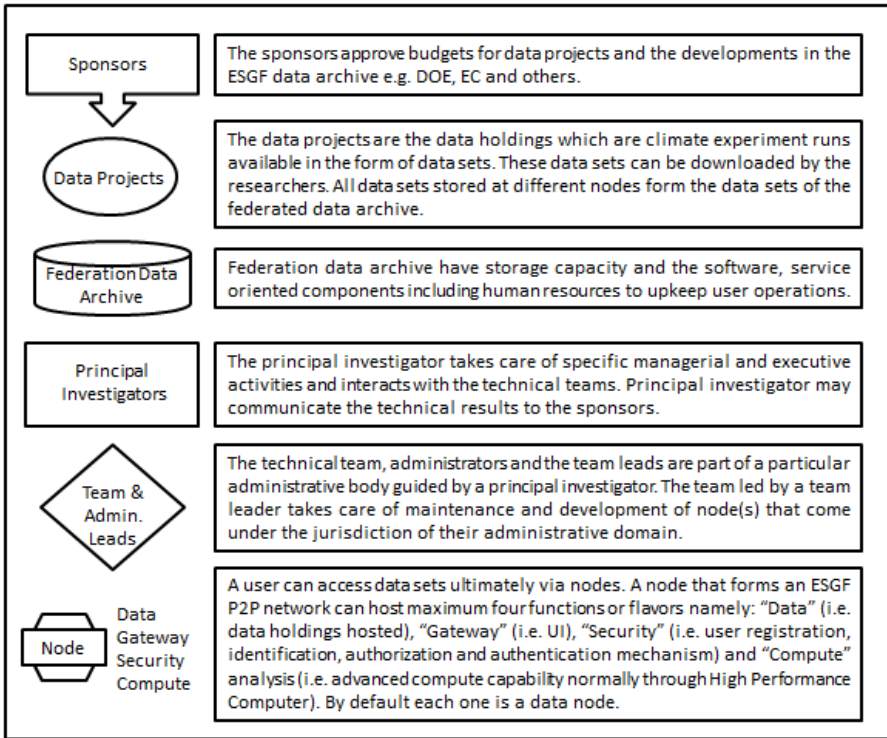 Sponsors
The sponsors approve budgets for data projects and the developments in the
ESGF data archive e.g. DOE, EC and others.
Data Projects
The data projects are the data holdings which are climate experiment runs
available in the form of data sets. These data sets can be downloaded by the
researchers. All data sets stored at different nodes form the data sets of the
federated data archive.
Federation Data
Archive
Federation data archive have storage capacity and the software, service
oriented components including human resources to upkeep user operations.
Principal
Investigators
The principal investigator takes care of specific managerial and executive
activities and interacts with the technical teams. Principal investigator may
communicate the technical results to the sponsors.
Team &
Admin.
Leads
The technical team, administrators and the team leads are part of a particular
administrative body guided by a principal investigator. The team led by a team
leader takes care of maintenance and development of node(s) that come
under the jurisdiction of their administrative domain.
Node
Data
Gateway
Security
Compute
A user can access data sets ultimately via nodes. A node that forms an ESGF
P2P network can host maximum four functions or flavors namely: “Data” (i.e.
data holdings hosted), “Gateway” (i.e. UI), “Security” (i.e. user registration,
identification, authorization and authentication mechanism) and “Compute”
analysis (i.e. advanced compute capability normally through High Performance
Computer). By default each one is a data node.